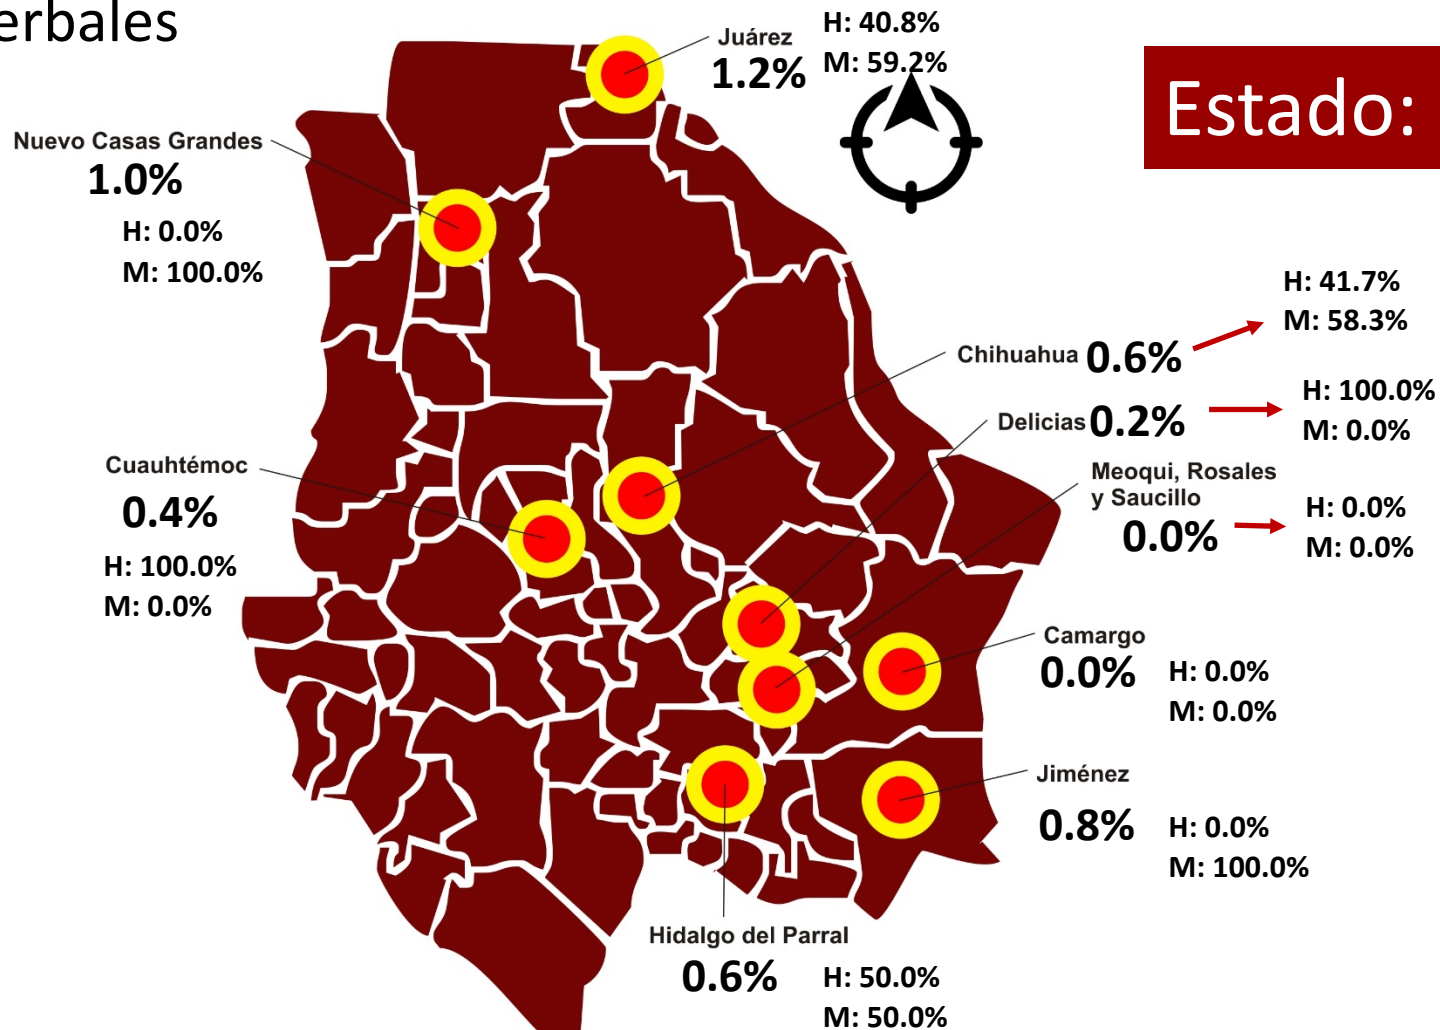 erbales
Juárez
1.2%
H: 40.8%
M: 59.2%
Estado:
Nuevo Casas Grandes
1.0%
H: 0.0%
M: 100.0%
Chihuahua 0.6%
H: 41.7%
M: 58.3%
Delicias 0.2%
H: 100.0%
M: 0.0%
Meoqui, Rosales
y Saucillo
0.0%
H: 0.0%
M: 0.0%
Cuauhtémoc
0.4%
H: 100.0%
M: 0.0%
Camargo
0.0%
H: 0.0%
M: 0.0%
Jiménez
0.8%
H: 0.0%
M: 100.0%
Hidalgo del Parral
0.6%
H: 50.0%
M: 50.0%